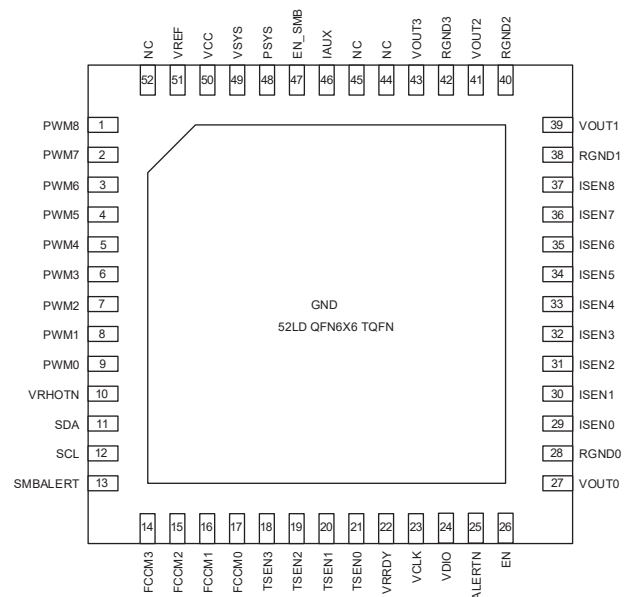 NC
VREF
VCC
VSYS
PSYS
EN_SMB
IAUX
NC
NC
VOUT3
RGND3
VOUT2
RGND2
52
51
50
49
48
47
46
45
44
43
42
41
40
PWM8 1
PWM7 2
PWM6 3
PWM5 4
PWM4 5
PWM3 6
PWM2 7
PWM1 8
PWM0 9
VRHOTN 10
SDA 11
SCL 12
SMBALERT 13
GND
52LD QFN6X6 TQFN
39 VOUT1
38 RGND1
37 ISEN8
36 ISEN7
35 ISEN6
34 ISEN5
33 ISEN4
32 ISEN3
31 ISEN2
30 ISEN1
29 ISEN0
28 RGND0
27 VOUT0
14
15
16
17
18
19
20
21
22
23
24
25
26
FCCM3
FCCM2
FCCM1
FCCM0
TSEN3
TSEN2
TSEN1
TSEN0
VRRDY
VCLK
VDIO
ALERTN
EN